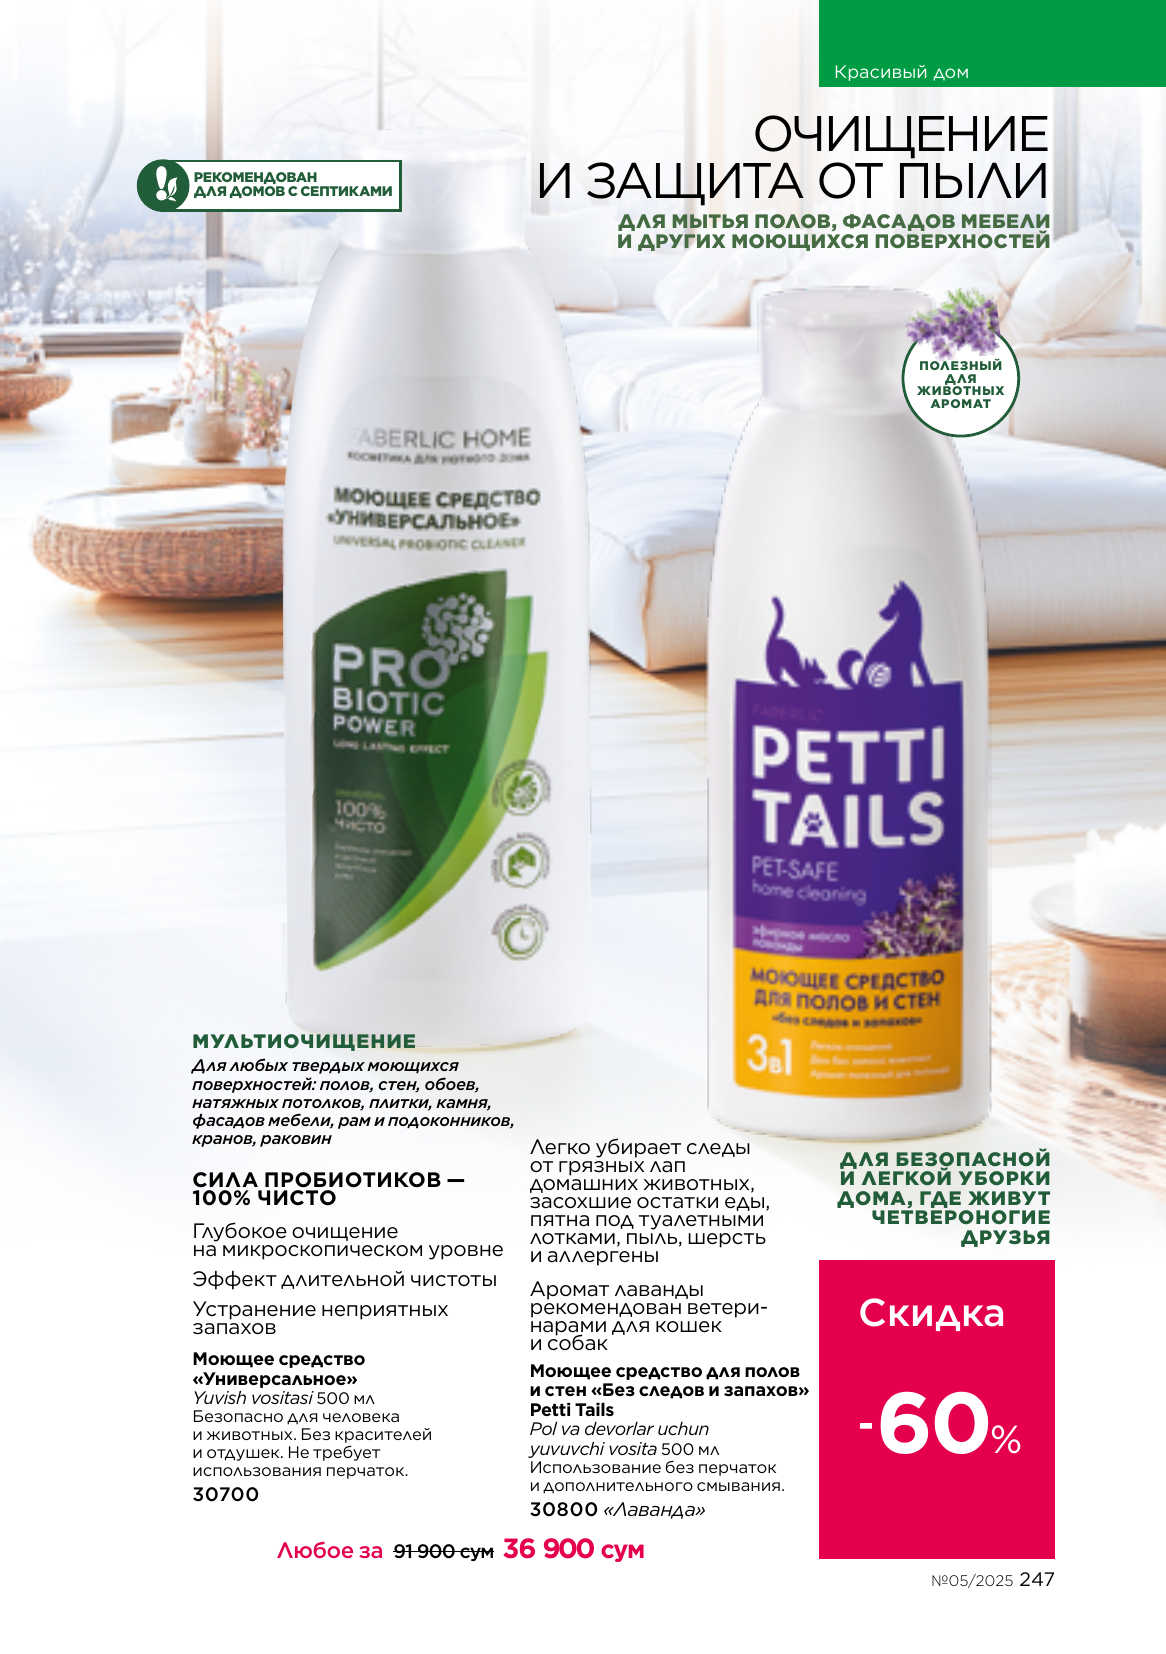 Красивый дом
ОЧИЩЕНИЕ
И ЗАЩИТА ОТ ПЫЛИ
ДЛЯ МЫТЬЯ ПОЛОВ, ФАСАДОВ МЕБЕЛИ
И ДРУГИХ МОЮЩИХСЯ ПОВЕРХНОСТЕЙ
РЕКОМЕНДОВАН
ДЛЯ ДОМОВ С СЕПТИКАМИ
ПОЛЕЗНЫЙ
ДЛЯ
ЖИВОТНЫХ
АРОМАТ
FABERLIC HOME
КОСМЕТИКА ДЛЯ УЮТНОГО ДОМА
МОЮЩЕЕ СРЕДСТВО
«УНИВЕРСАЛЬНОЕ»
UNIVERSAL PROBIOTIC CLEANER
PRO
BIOTIC
POWER
LONG LASTING EFFECT
100%
ЧИСТО
FABERLIC
PETTI
TAILS
PET-SAFE
home cleaning
эфирное масло
лаванды
МОЮЩЕЕ СРЕДСТВО
ДЛЯ ПОЛОВ И СТЕН
«без следов и запахов»
3в1
МУЛЬТИОЧИЩЕНИЕ
Для любых твердых моющихся
поверхностей: полов, стен, обоев,
натяжных потолков, плитки, камня,
фасадов мебели, рам и подоконников,
кранов, раковин
СИЛА ПРОБИОТИКОВ —
100% ЧИСТО
Глубокое очищение
на микроскопическом уровне
Эффект длительной чистоты
Устранение неприятных
запахов
Моющее средство
«Универсальное»
Yuvish vositasi 500 мл
Безопасно для человека
и животных. Без красителей
и отдушек. Не требует
использования перчаток.
30700
Легко убирает следы
от грязных лап
домашних животных,
засохшие остатки еды,
пятна под туалетными
лотками, пыль, шерсть
и аллергены
Аромат лаванды
рекомендован ветери-
нарами для кошек
и собак
Моющее средство для полов
и стен «Без следов и запахов»
Petti Tails
Pol va devorlar uchun
yuvuvchi vosita 500 мл
Использование без перчаток
и дополнительного смывания.
30800 «Лаванда»
ДЛЯ БЕЗОПАСНОЙ
И ЛЕГКОЙ УБОРКИ
ДОМА, ГДЕ ЖИВУТ
ЧЕТВЕРОНОГИЕ
ДРУЗЬЯ
Скидка
-60%
Любое за 91 900 сум 36 900 сум
№05/2025 247